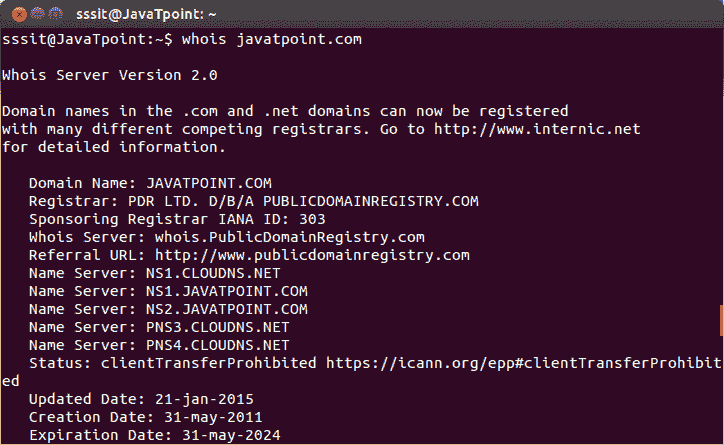 sssit@JavaTpoint: ~
sssit@JavaTpoint:~$ whois javatpoint.com
Whois Server Version 2.0
Domain names in the .com and .net domains can now be registered
with many different competing registrars. Go to http://www.internic.net
for detailed information.
Domain Name: JAVATPOINT.COM
Registrar: PDR LTD. D/B/A PUBLICDOMAINREGISTRY.COM
Sponsoring Registrar IANA ID: 303
Whois Server: whois.PublicDomainRegistry.com
Referral URL: http://www.publicdomainregistry.com
Name Server: NS1.CLOUDNS.NET
Name Server: NS1.JAVATPOINT.COM
Name Server: NS2.JAVATPOINT.COM
Name Server: PNS3.CLOUDNS.NET
Name Server: PNS4.CLOUDNS.NET
Status: clientTransferProhibited https://icann.org/epp#clientTransferProhibit
ed
Updated Date: 21-jan-2015
Creation Date: 31-may-2011
Expiration Date: 31-may-2024